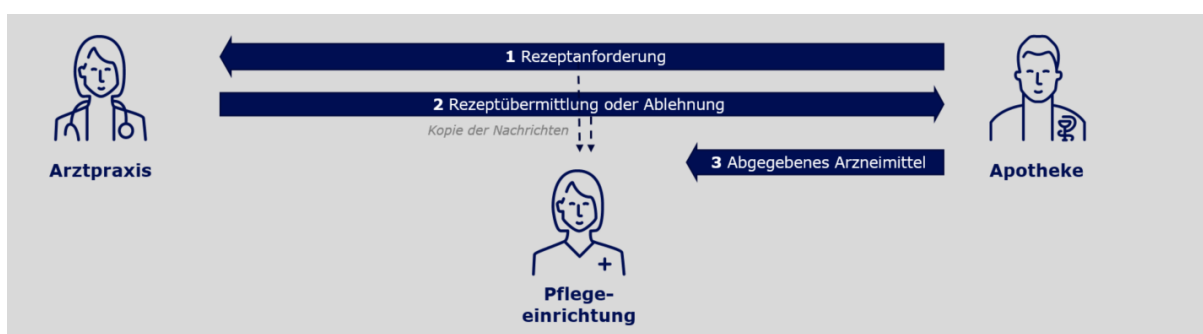 1 Rezeptanforderung
2 Rezeptübermittlung oder Ablehnung
Kopie der Nachrichten
3 Abgegebenes Arzneimittel
Arztpraxis
Apotheke
Pflege-
einrichtung